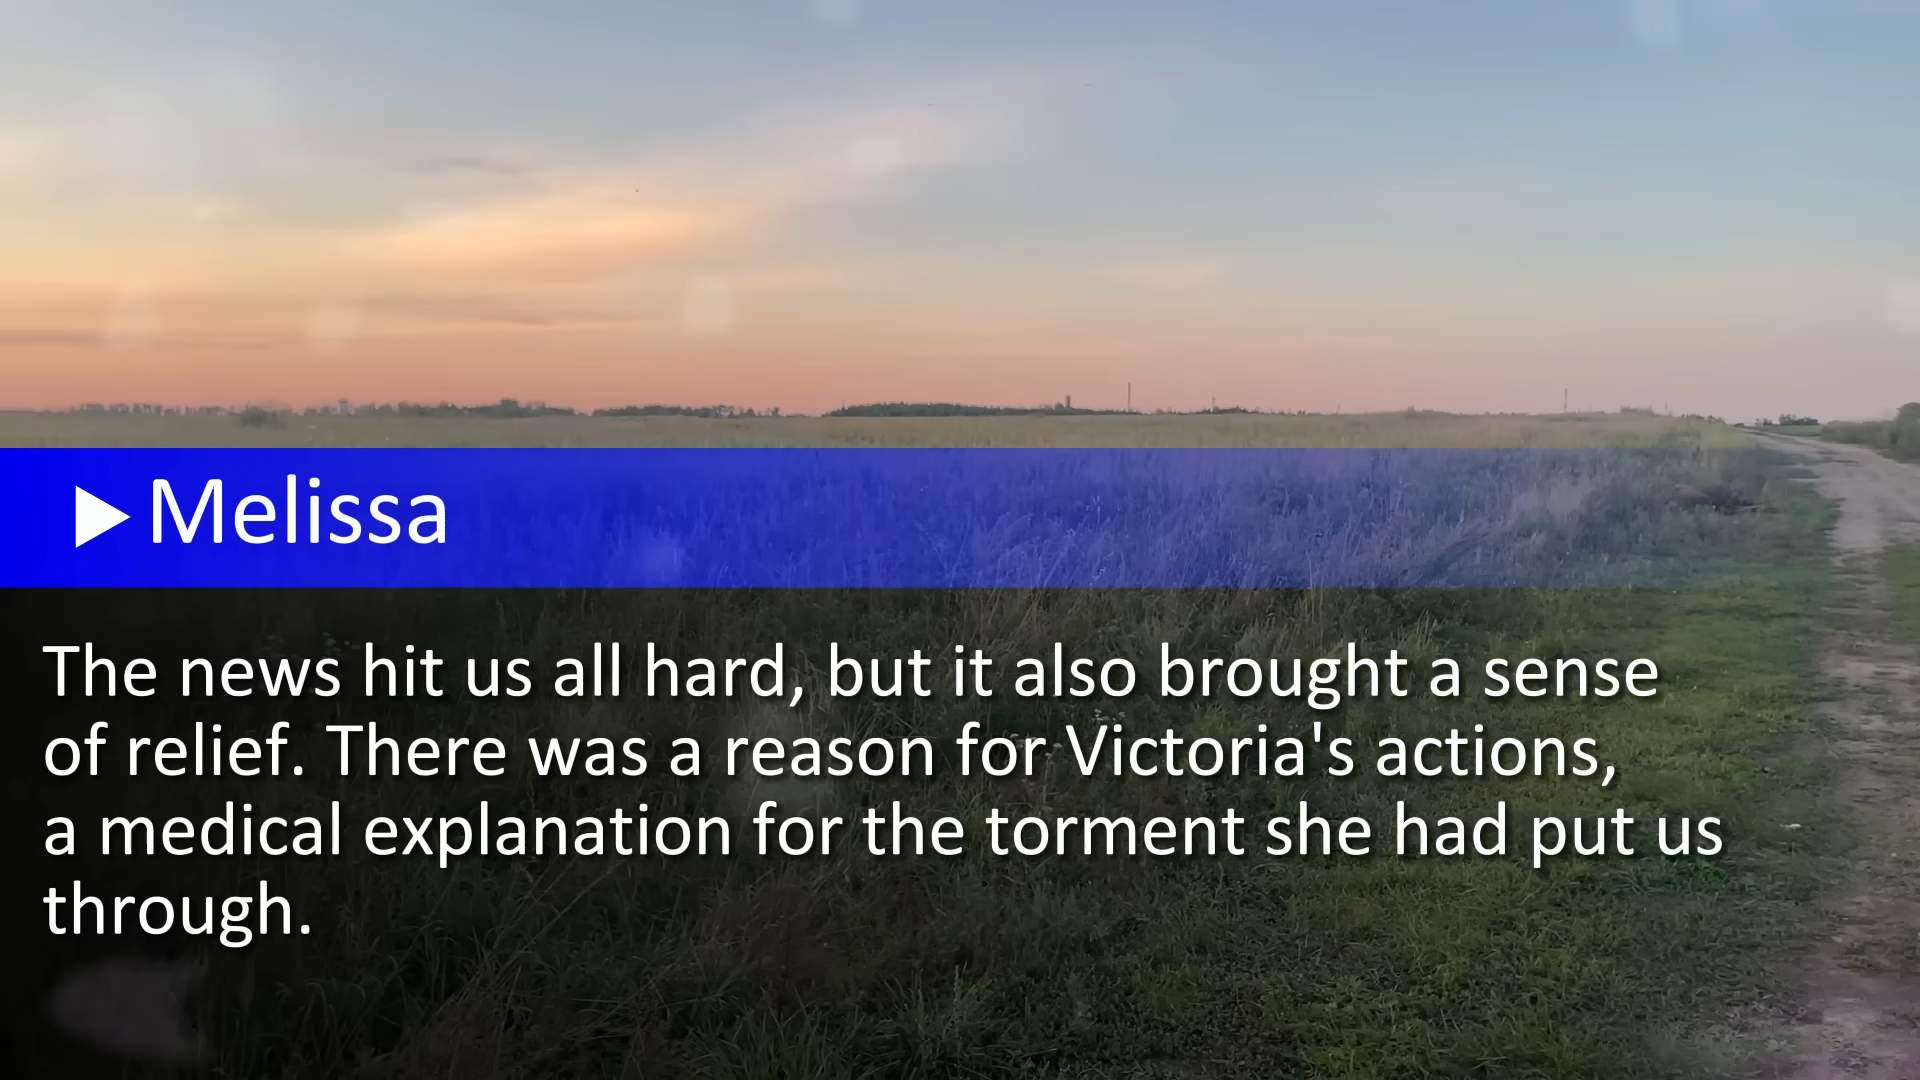 Melissa
The news hit us all hard, but it also brought a sense
of relief. There was a reason for Victoria's actions,
a medical explanation for the torment she had put us
through.